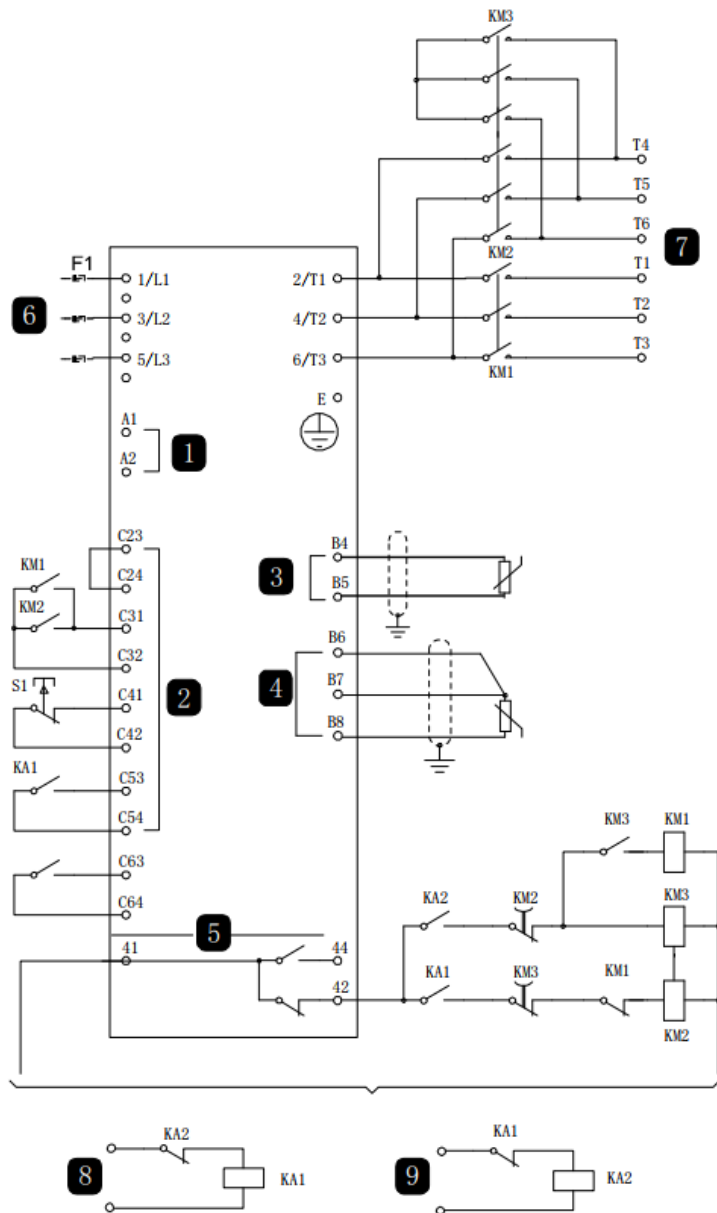 KM3
T4
T5
T6
7
KM2
F1
1/L1
2/T1
T1
6
3/L2
4/T2
T2
5/L3
6/T3
T3
KM1
E
A1
1
A2
C23
B4
KM1
C24
3
B5
KM2
C31
B6
C32
S1
2
4
B7
C41
C42
B8
KA1
C53
C54
KM3
KM1
C63
C64
KA2
KM2
KM3
5
41
44
KA1
KM3
KM1
42
KM2
KA2
KA1
8
KA1
9
KA2